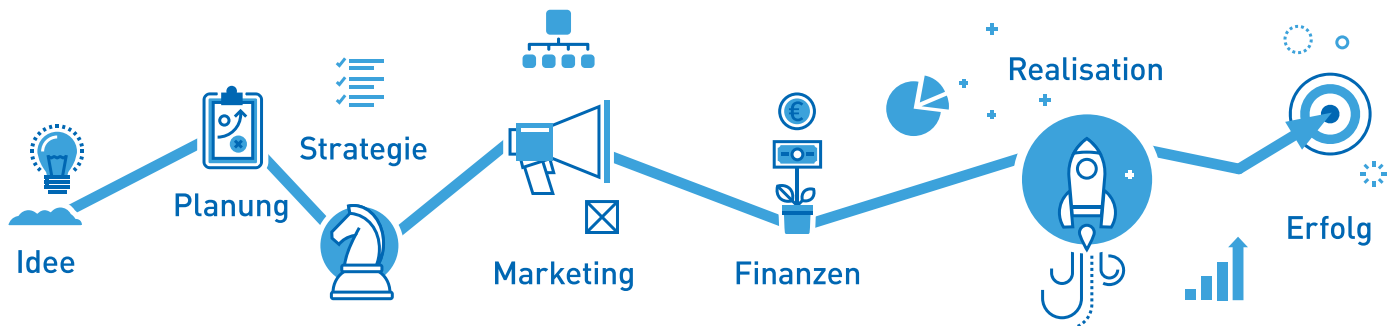 Idee
Planung
Strategie
Marketing
€
Finanzen
Realisation
Erfolg